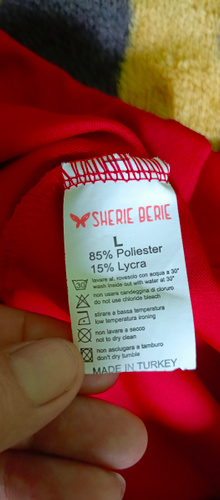 SHERIE BERIE
L
85% Poliester
15% Lycra
30° lavare al. rovescio con acqua a 30°
wash inside out with water at 30°
non usare candeggina di cloruro
do not use chloride bleach
stirare a bassa temperatura
low temperature ironing
non lavare a secco
not to dry clean
non asciugare a tamburo
don't dry tumble
MADE IN TURKEY